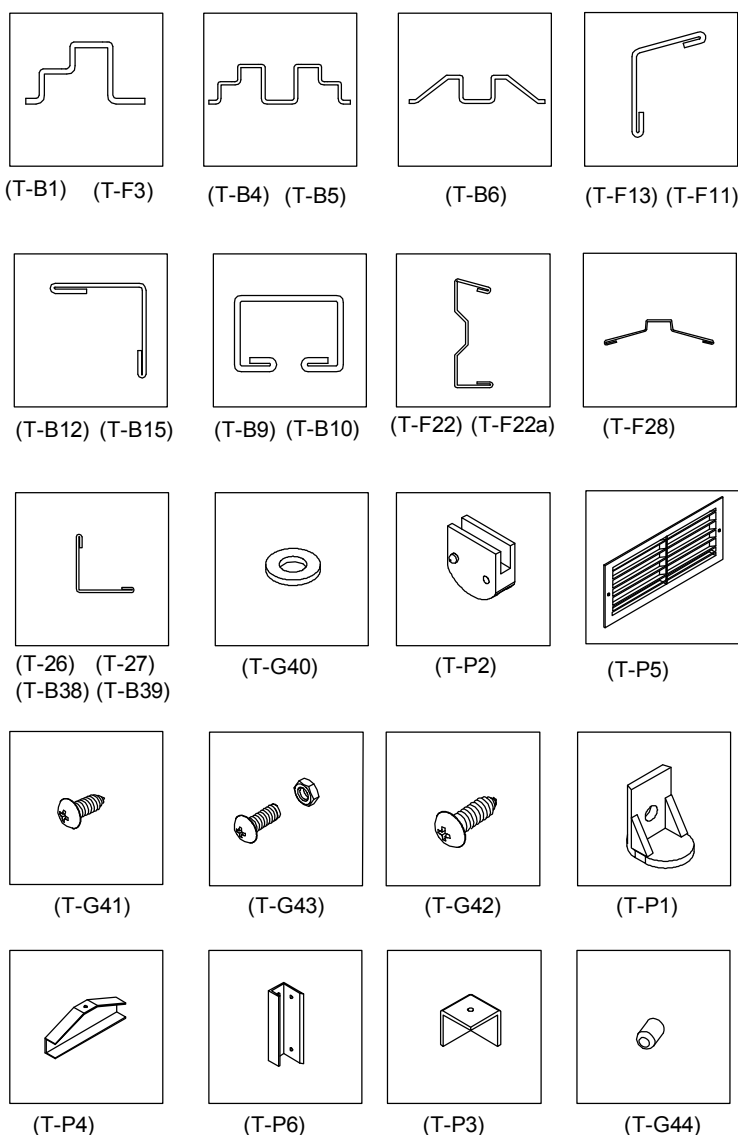 (T-B1) (T-F3)
(T-B4) (T-B5)
(T-B6)
(T-F13) (T-F11)
(T-B12) (T-B15)
(T-B9) (T-B10)
(T-F22) (T-F22a)
(T-F28)
(T-26) (T-27)
(T-B38) (T-B39)
(T-G40)
(T-P2)
(T-P5)
(T-G41)
(T-G43)
(T-G42)
(T-P1)
(T-P4)
(T-P6)
(T-P3)
(T-G44)